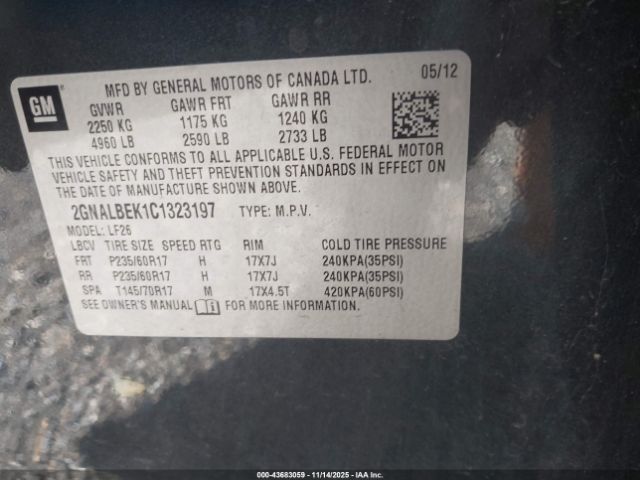 GM
MFD BY GENERAL MOTORS OF CANADA LTD. 05/12
GVWR GAWR FRT GAWR RR
2250 KG 1175 KG 1240 KG
4960 LB 2590 LB 2733 LB
THIS VEHICLE CONFORMS TO ALL APPLICABLE U.S. FEDERAL MOTOR
VEHICLE SAFETY AND THEFT PREVENTION STANDARDS IN EFFECT ON
THE DATE OF MANUFACTURE SHOWN ABOVE.
2GNALBEK1C1323197 TYPE: M.P.V.
MODEL: LF26
LBCV TIRE SIZE SPEED RTG RIM COLD TIRE PRESSURE
FRT P235/60R17 H 17X7J 240KPA(35PSI)
RR P235/60R17 H 17X7J 240KPA(35PSI)
SPA T145/70R17 M 17X4.5T 420KPA(60PSI)
SEE OWNER'S MANUAL FOR MORE INFORMATION.
000-43683059 - 11/14/2025 - IAA Inc.